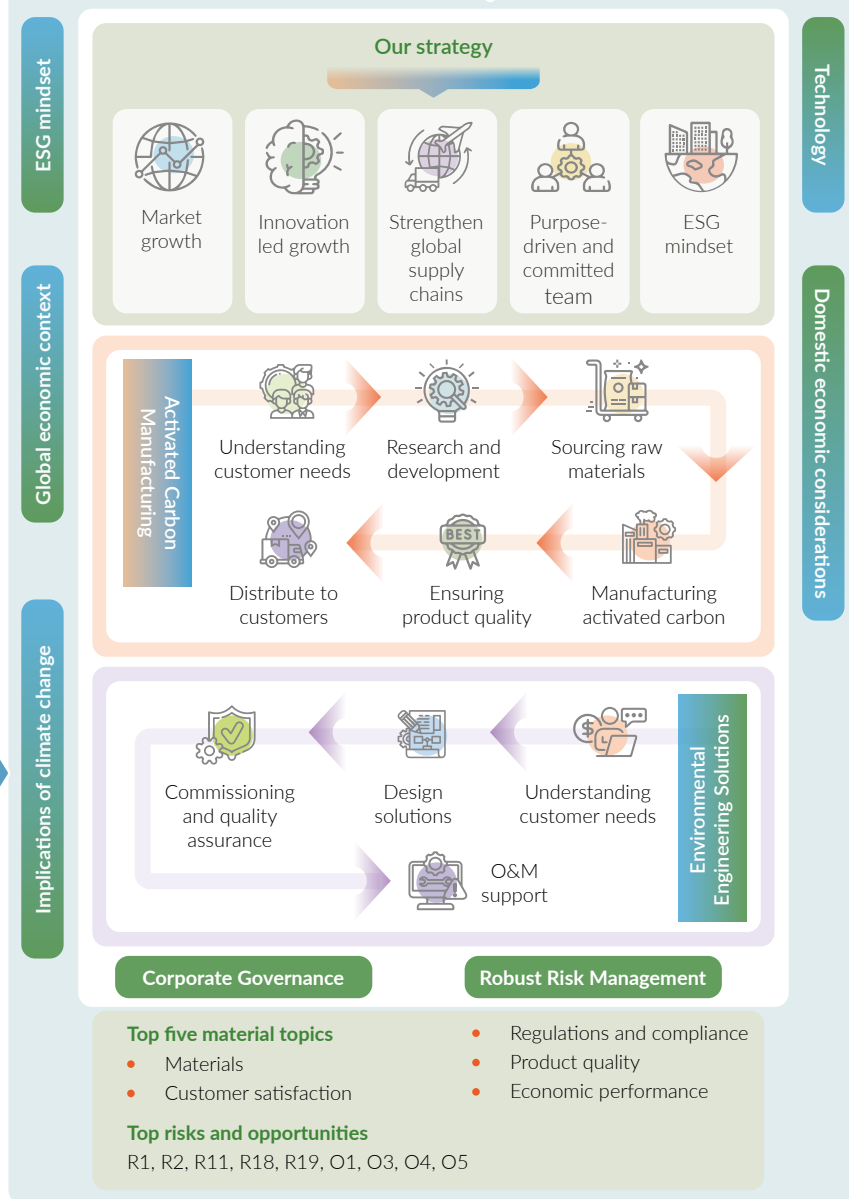 Our strategy
Market
growth
Innovation
led growth
Strengthen
global
supply
chains
Purpose-
driven and
committed
team
ESG
mindset
ESG mindset
Global economic context
Implications of climate change
Technology
Domestic economic considerations
Activated Carbon
Manufacturing
Understanding
customer needs
Research and
development
Sourcing raw
materials
Manufacturing
activated carbon
BEST
Ensuring
product quality
Distribute to
customers
Environmental
Engineering Solutions
Understanding
customer needs
Design
solutions
Commissioning
and quality
assurance
O&M
support
Corporate Governance
Robust Risk Management
Top five material topics
• Materials
• Customer satisfaction
• Regulations and compliance
• Product quality
• Economic performance
Top risks and opportunities
R1, R2, R11, R18, R19, O1, O3, O4, O5